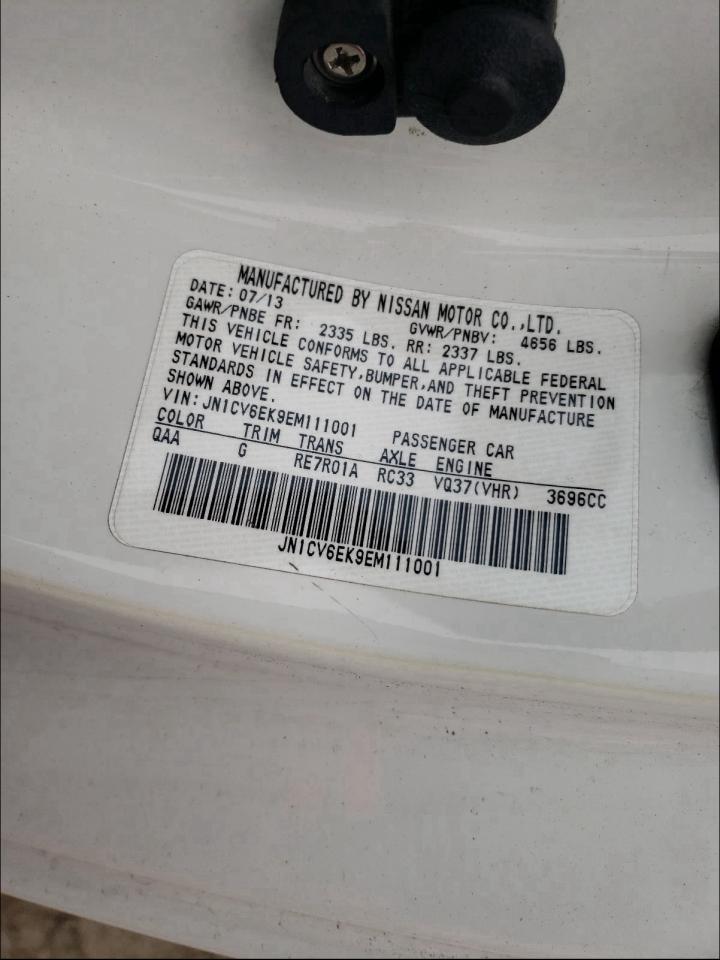 MANUFACTURED BY NISSAN MOTOR CO.,LTD.
DATE: 07/13 GVWR/PNBV: 4656 LBS.
GAWR/PNBE FR: 2335 LBS. RR: 2337 LBS.
THIS VEHICLE CONFORMS TO ALL APPLICABLE FEDERAL
MOTOR VEHICLE SAFETY,BUMPER,AND THEFT PREVENTION
STANDARDS IN EFFECT ON THE DATE OF MANUFACTURE
SHOWN ABOVE.
VIN:JN1CV6EK9EM111001 PASSENGER CAR
COLOR TRIM TRANS AXLE ENGINE
QAA G RE7R01A RC33 VQ37(VHR) 3696CC
JN1CV6EK9EM111001